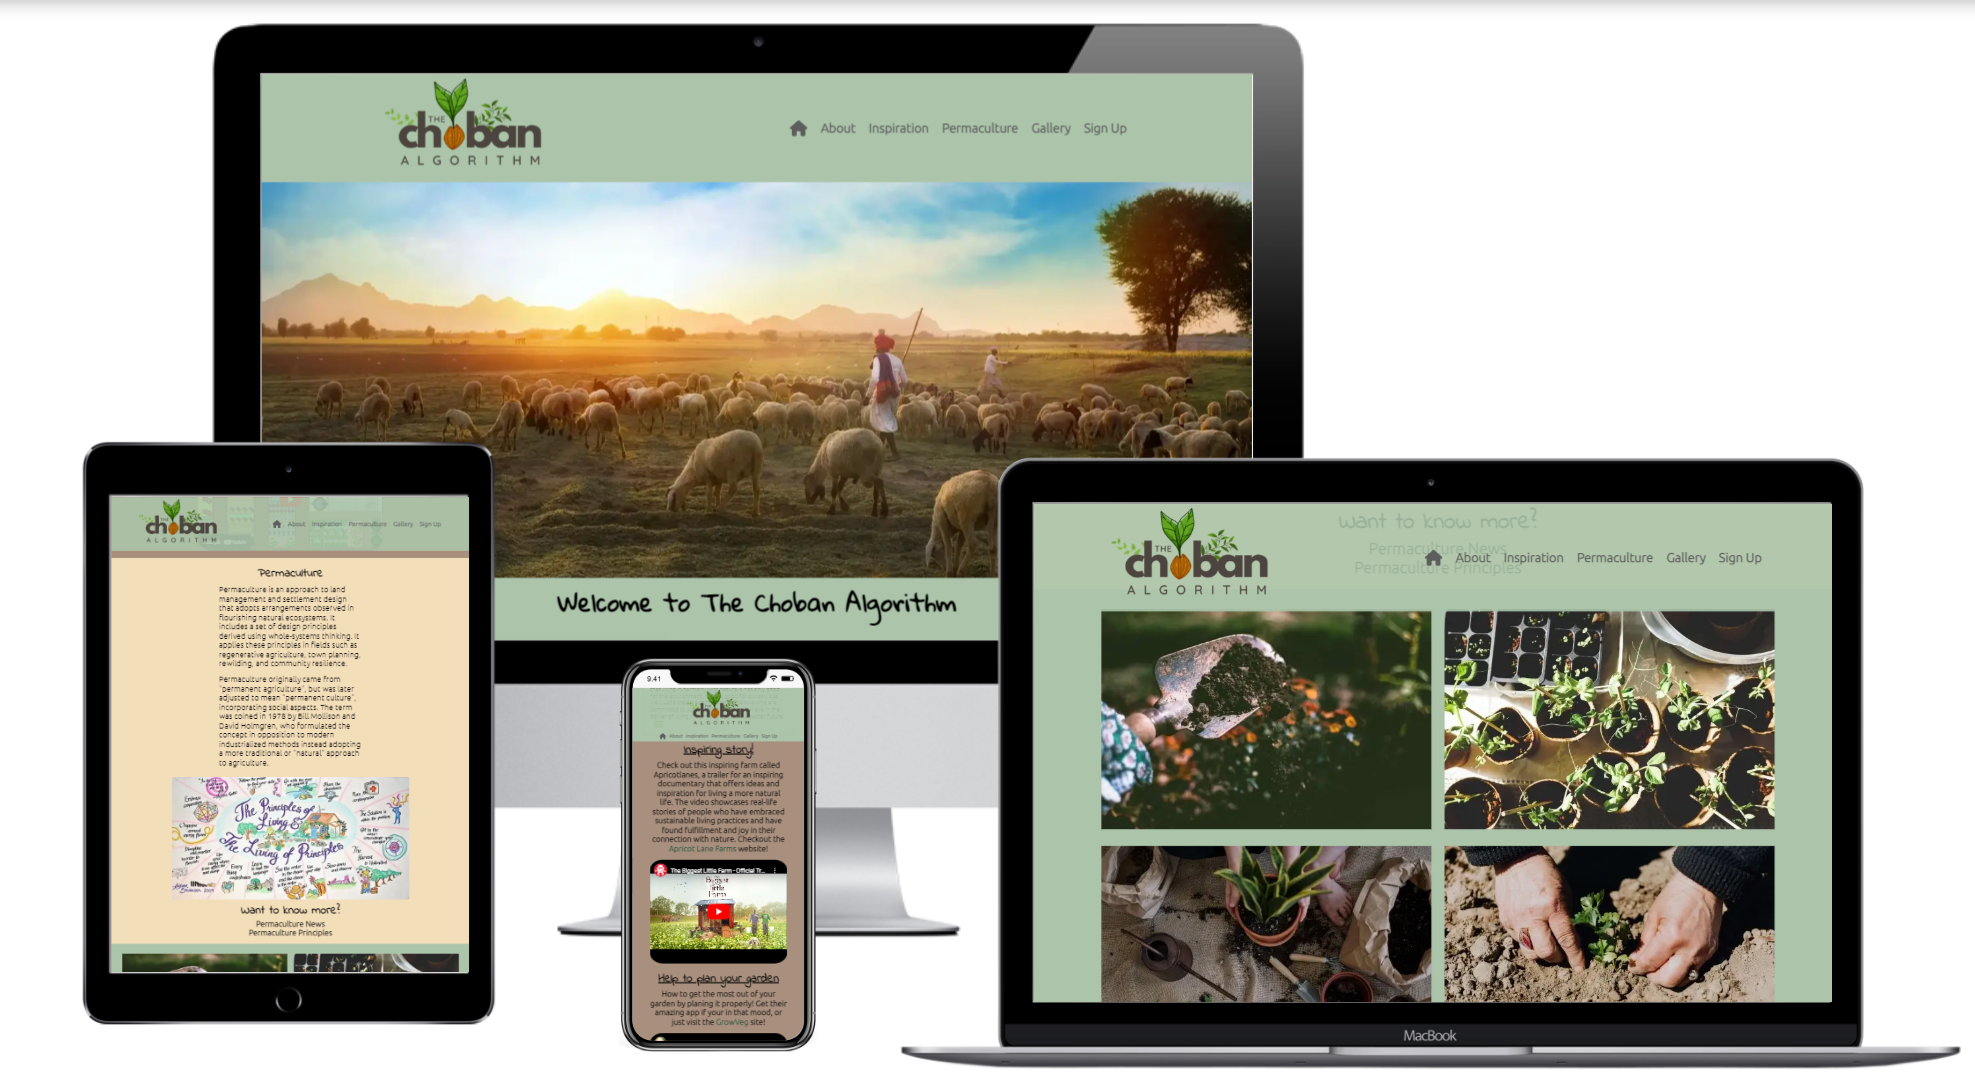 THE
choban
ALGORITHM
About Inspiration Permaculture Gallery Sign Up
Welcome to The Choban Algorithm
choban
ALGORITHM
About Inspiration Permaculture Gallery Sign Up
Permaculture
Permaculture is an approach to land
management and settlement design
that adopts arrangements observed in
flourishing natural ecosystems. It
includes a set of design principles
derived using whole-systems thinking. It
applies these principles in fields such as
regenerative agriculture, town planning,
rewilding, and community resilience.
Permaculture originally came from
"permanent agriculture", but was later
adjusted to mean "permanent culture",
incorporating social aspects. The term
was coined in 1978 by Bill Mollison and
David Holmgren, who formulated the
concept in opposition to modern
industrialized methods instead adopting
a more traditional or "natural" approach
to agriculture.
The Principles of
Living &
The Living of Principles
Want to know more?
Permaculture News
Permaculture Principles
9:41
choban
ALGORITHM
About Inspiration Permaculture Gallery Sign Up
Inspiring story!
Check out this inspiring farm called
Apricotlanes, a trailer for an inspiring
documentary that offers ideas and
inspiration for living a more natural
life. The video showcases real-life
stories of people who have embraced
sustainable living practices and have
found fulfillment and joy in their
connection with nature. Checkout the
Apricot Lane Farms website!
The Biggest Little Farm - Official Tr...
Biggest
Little
Farm
Help to plan your garden
How to get the most out of your
garden by planing it properly! Get their
amazing app if your in that mood, or
just visit the GrowVeg site!
Want to know more?
Permaculture News
Permaculture Principles
THE
choban
ALGORITHM
About Inspiration Permaculture Gallery Sign Up
MacBook